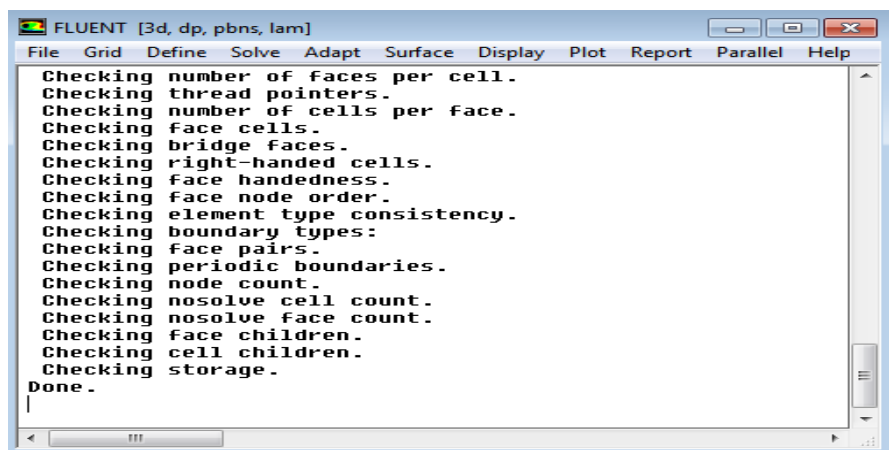 FLUENT [3d, dp, pbns, lam]
File Grid Define Solve Adapt Surface Display Plot Report Parallel Help
Checking number of faces per cell.
Checking thread pointers.
Checking number of cells per face.
Checking face cells.
Checking bridge faces.
Checking right-handed cells.
Checking face handedness.
Checking face node order.
Checking element type consistency.
Checking boundary types:
Checking face pairs.
Checking periodic boundaries.
Checking node count.
Checking nosolve cell count.
Checking nosolve face count.
Checking face children.
Checking cell children.
Checking storage.
Done.